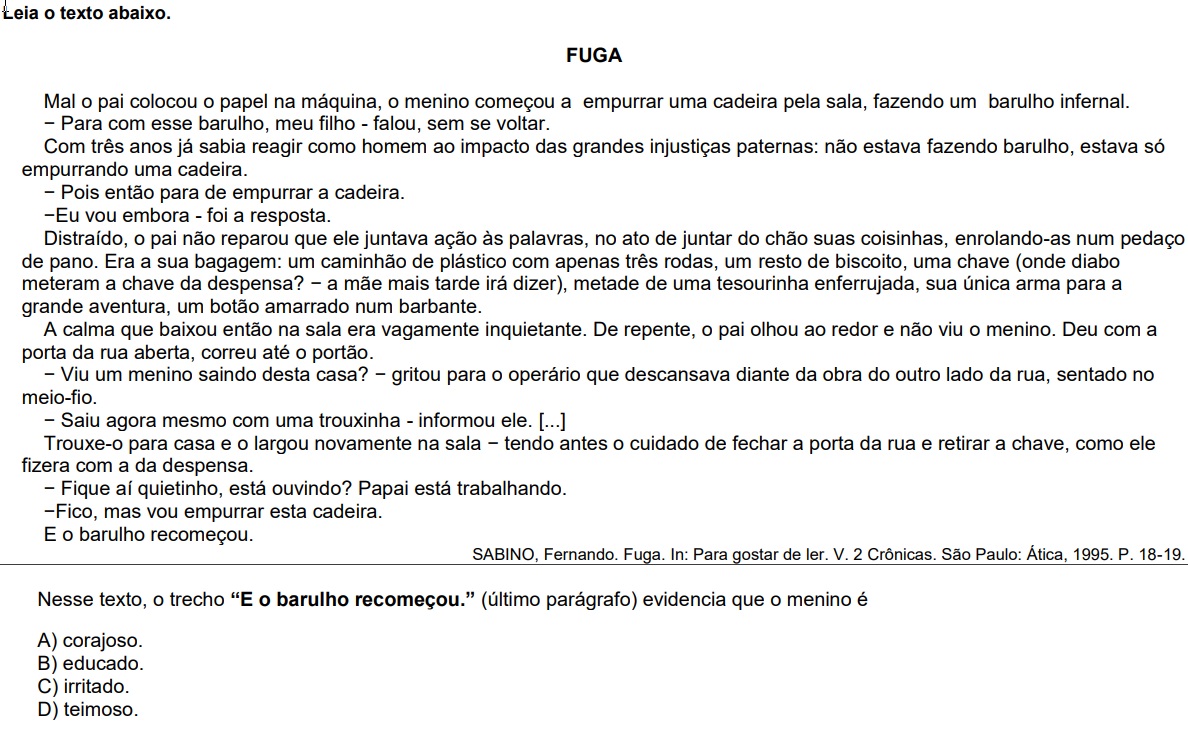 Leia o texto abaixo.
FUGA
Mal o pai colocou o papel na máquina, o menino começou a empurrar uma cadeira pela sala, fazendo um barulho infernal.
− Para com esse barulho, meu filho - falou, sem se voltar.
Com três anos já sabia reagir como homem ao impacto das grandes injustiças paternas: não estava fazendo barulho, estava só
empurrando uma cadeira.
− Pois então para de empurrar a cadeira.
−Eu vou embora - foi a resposta.
Distraído, o pai não reparou que ele juntava ação às palavras, no ato de juntar do chão suas coisinhas, enrolando-as num pedaço
de pano. Era a sua bagagem: um caminhão de plástico com apenas três rodas, um resto de biscoito, uma chave (onde diabo
meteram a chave da despensa? − a mãe mais tarde irá dizer), metade de uma tesourinha enferrujada, sua única arma para a
grande aventura, um botão amarrado num barbante.
A calma que baixou então na sala era vagamente inquietante. De repente, o pai olhou ao redor e não viu o menino. Deu com a
porta da rua aberta, correu até o portão.
− Viu um menino saindo desta casa? − gritou para o operário que descansava diante da obra do outro lado da rua, sentado no
meio-fio.
− Saiu agora mesmo com uma trouxinha - informou ele. [...]
Trouxe-o para casa e o largou novamente na sala − tendo antes o cuidado de fechar a porta da rua e retirar a chave, como ele
fizera com a da despensa.
− Fique aí quietinho, está ouvindo? Papai está trabalhando.
−Fico, mas vou empurrar esta cadeira.
E o barulho recomeçou.
SABINO, Fernando. Fuga. In: Para gostar de ler. V. 2 Crônicas. São Paulo: Ática, 1995. P. 18-19.
Nesse texto, o trecho “E o barulho recomeçou.” (último parágrafo) evidencia que o menino é
A) corajoso.
B) educado.
C) irritado.
D) teimoso.